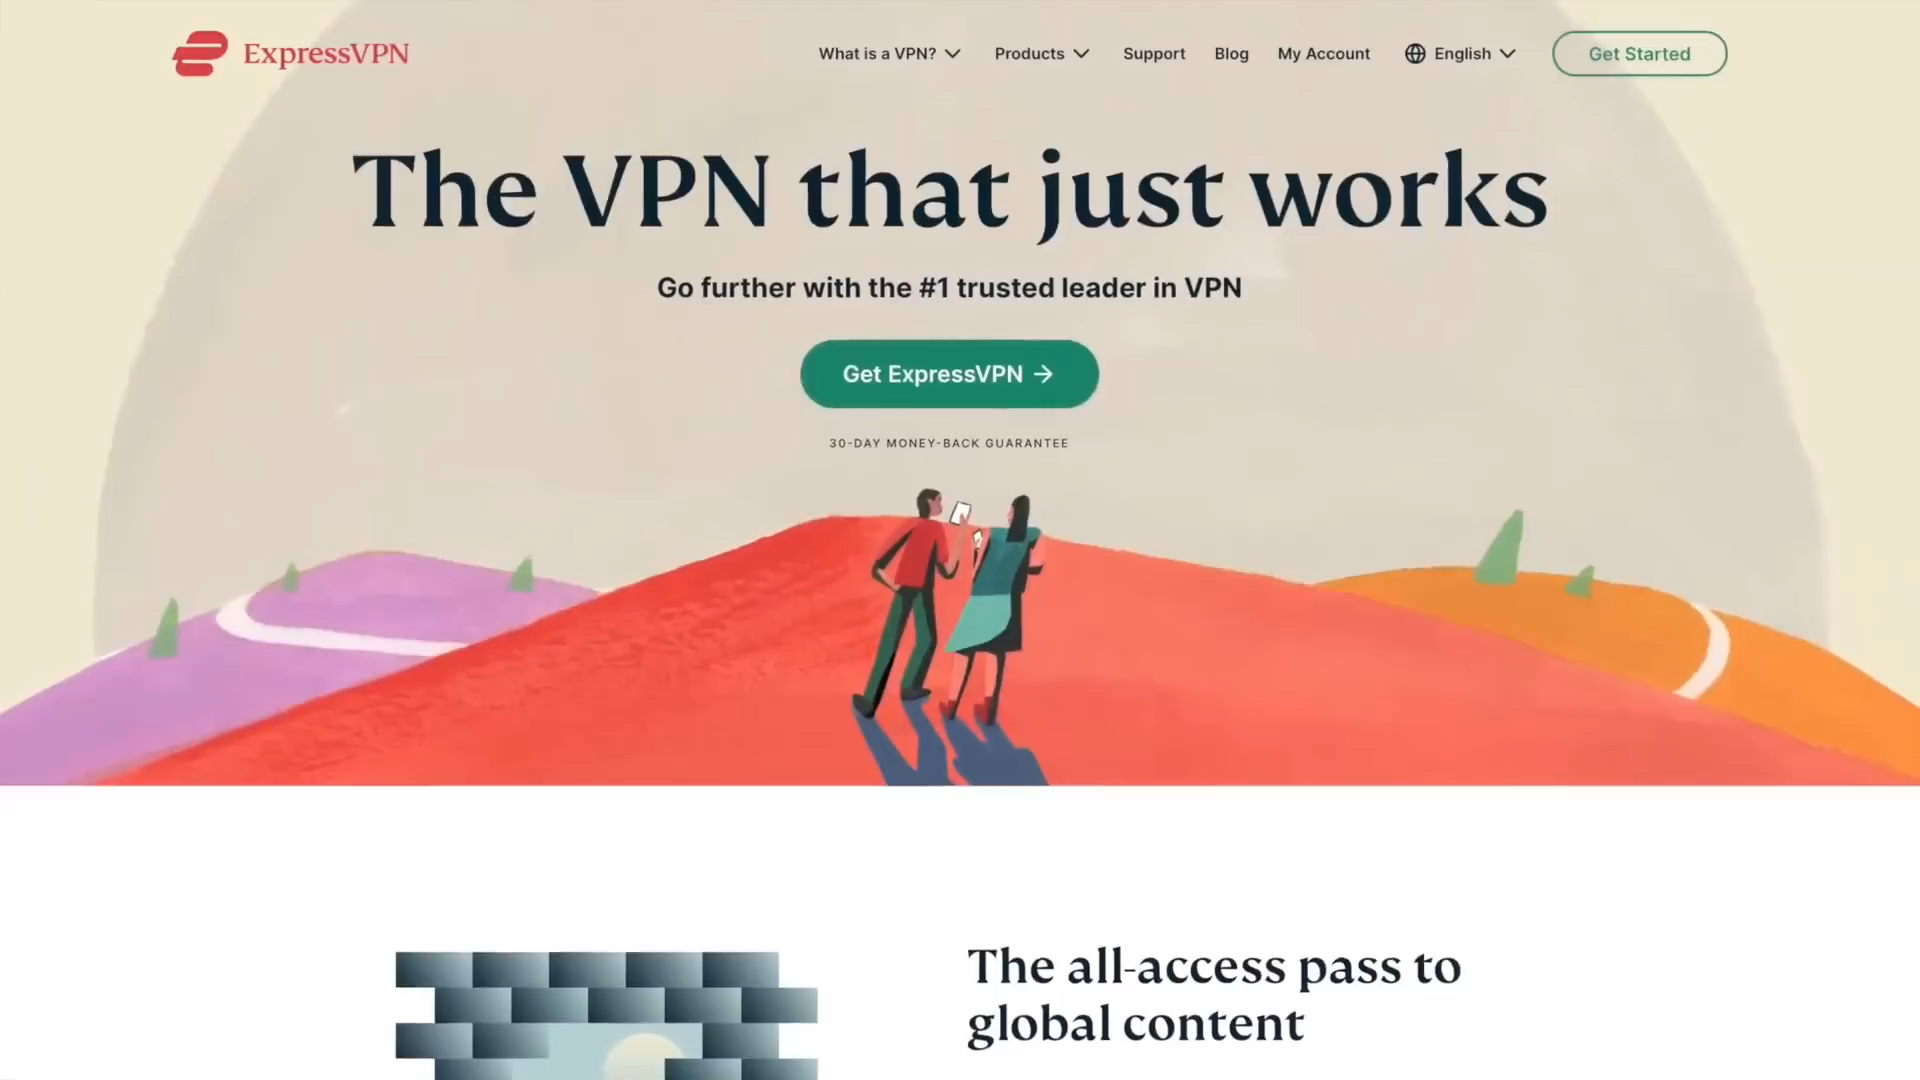 ExpressVPN
What is a VPN?
Products
Support
Blog
My Account
English
Get Started
The VPN that just works
Go further with the #1 trusted leader in VPN
Get ExpressVPN →
30-DAY MONEY-BACK GUARANTEE
The all-access pass to
global content